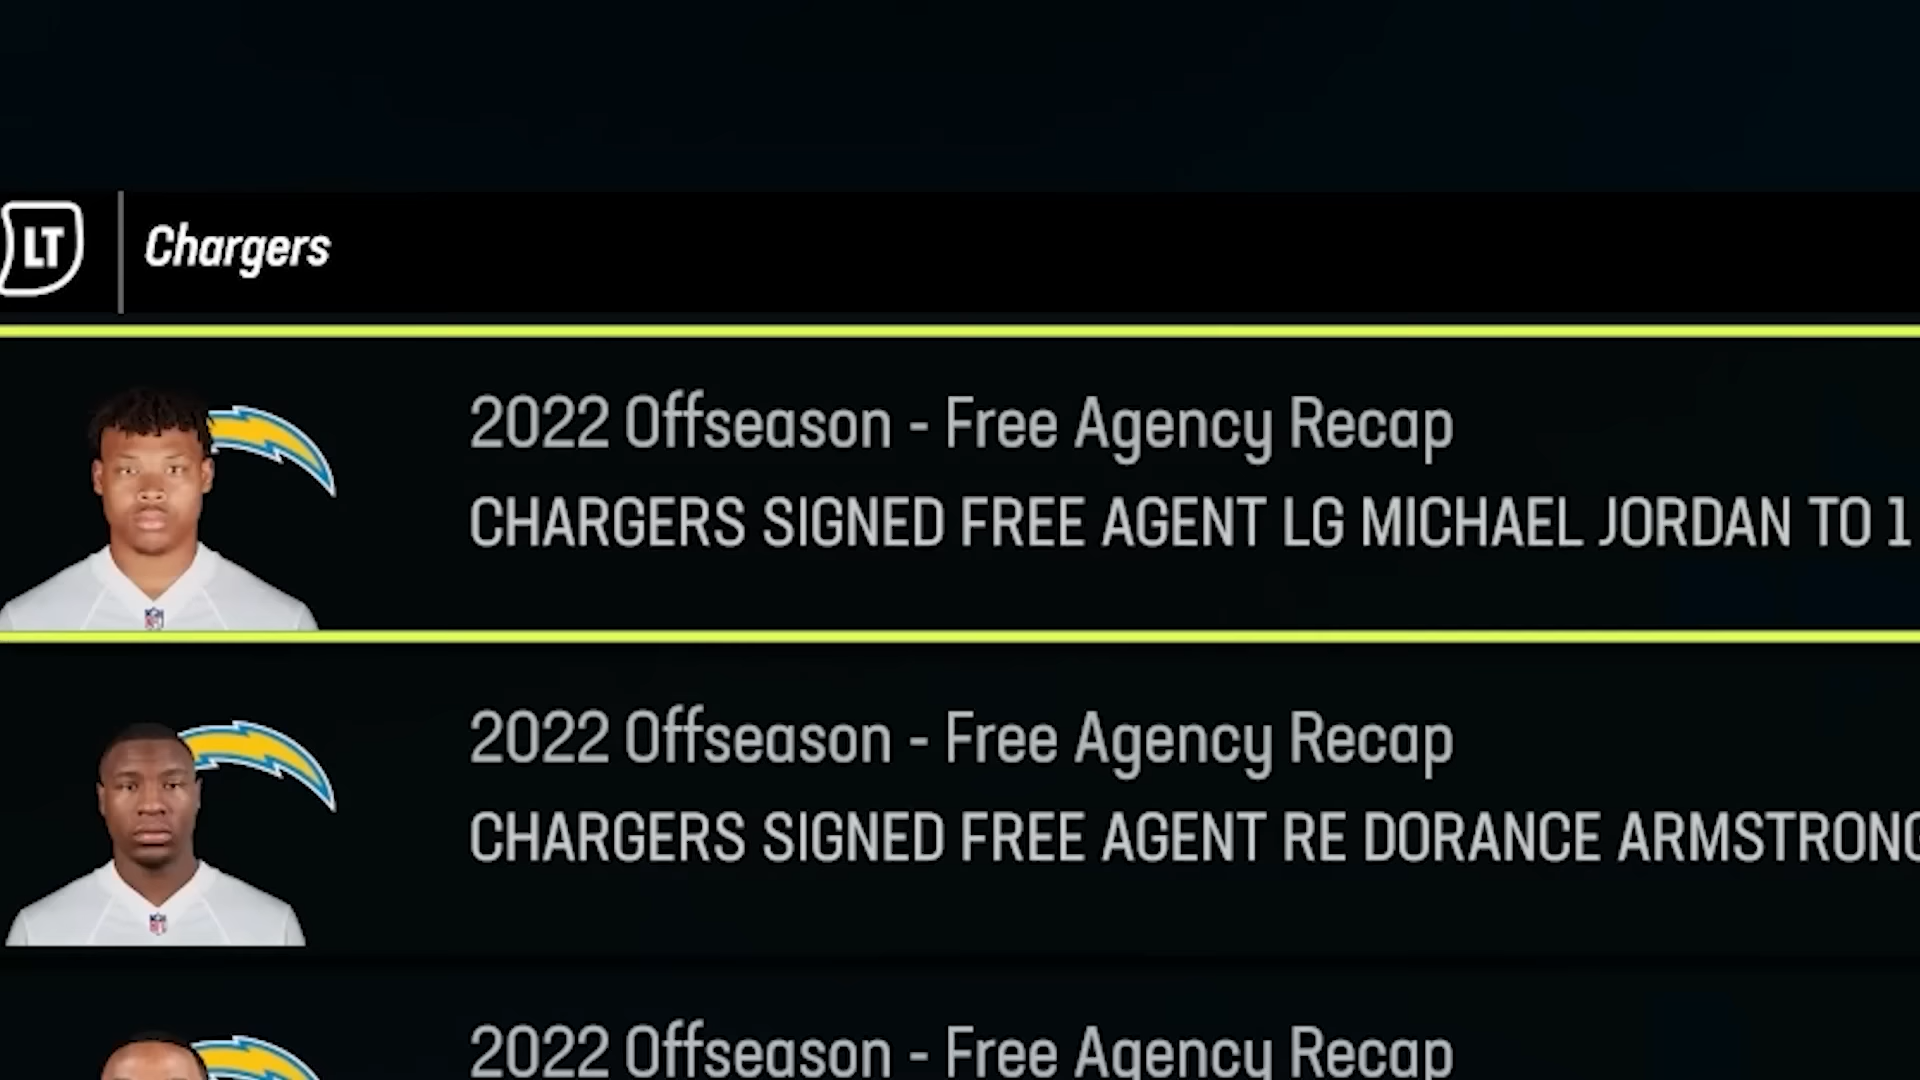 LT
Chargers
2022 Offseason - Free Agency Recap
CHARGERS SIGNED FREE AGENT LG MICHAEL JORDAN TO 1
2022 Offseason - Free Agency Recap
CHARGERS SIGNED FREE AGENT RE DORANCE ARMSTRONG
2022 Offseason - Free Agency Recap